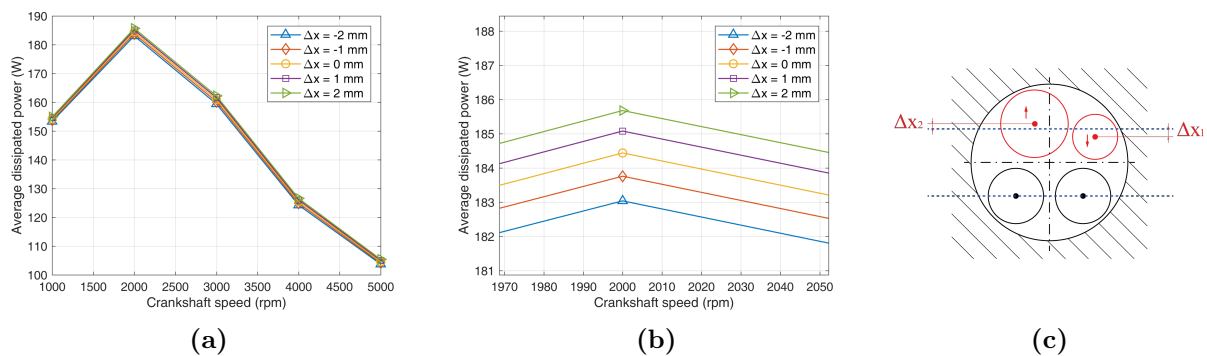 190
180
170
160
150
140
130
120
110
100
Average dissipated power (W)
1000 1500 2000 2500 3000 3500 4000 4500 5000
Crankshaft speed (rpm)
Δx = -2 mm
Δx = -1 mm
Δx = 0 mm
Δx = 1 mm
Δx = 2 mm
(a)
188
187
186
185
184
183
182
181
Average dissipated power (W)
1970 1980 1990 2000 2010 2020 2030 2040 2050
Crankshaft speed (rpm)
Δx = -2 mm
Δx = -1 mm
Δx = 0 mm
Δx = 1 mm
Δx = 2 mm
(b)
Δx₂
Δx₁
(c)